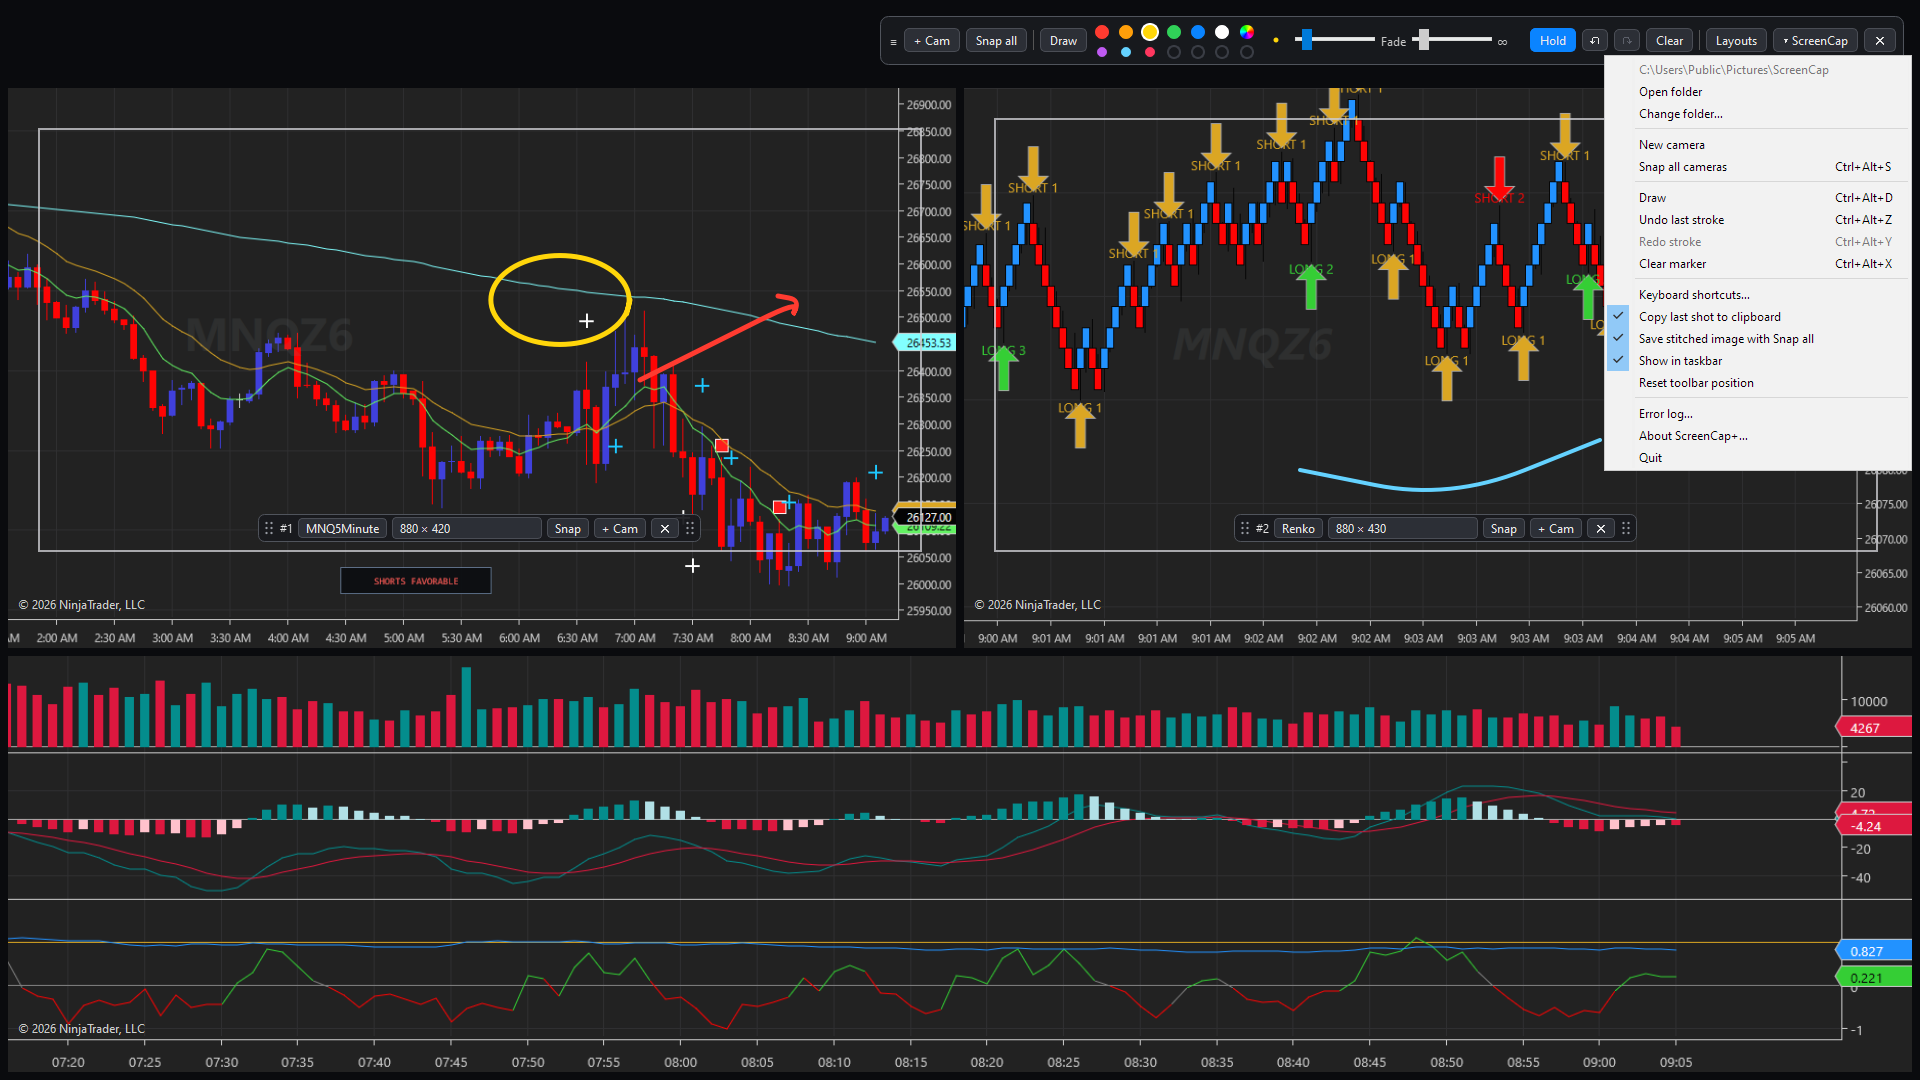 ≡ + Cam Snap all Draw Fade ∞ Hold Clear Layouts ▾ ScreenCap ✕
C:\Users\Public\Pictures\ScreenCap
Open folder
Change folder...
New camera
Snap all cameras Ctrl+Alt+S
Draw Ctrl+Alt+D
Undo last stroke Ctrl+Alt+Z
Redo stroke Ctrl+Alt+Y
Clear marker Ctrl+Alt+X
Keyboard shortcuts...
Copy last shot to clipboard
Save stitched image with Snap all
Show in taskbar
Reset toolbar position
Error log...
About ScreenCap+...
Quit
MNQZ6
26900.00
26850.00
26800.00
26750.00
26700.00
26650.00
26600.00
26550.00
26500.00
26453.53
26400.00
26350.00
26300.00
26250.00
26200.00
26127.00
26109.22
26050.00
26000.00
25950.00
#1 MNQ5Minute 880 × 420 Snap + Cam ✕
SHORTS FAVORABLE
© 2026 NinjaTrader, LLC
2:00 AM 2:30 AM 3:00 AM 3:30 AM 4:00 AM 4:30 AM 5:00 AM 5:30 AM 6:00 AM 6:30 AM 7:00 AM 7:30 AM 8:00 AM 8:30 AM 9:00 AM
MNQZ6
SHORT 1
SHORT 1
SHORT 1
SHORT 1
SHORT 1
SHORT 1
SHORT 1
SHORT 1
SHORT 2
SHORT 1
LONG 3
LONG 1
LONG 2
LONG 1
LONG 1
LONG 1
26075.00
26070.00
26065.00
26060.00
#2 Renko 880 × 430 Snap + Cam ✕
© 2026 NinjaTrader, LLC
9:00 AM 9:01 AM 9:01 AM 9:01 AM 9:01 AM 9:02 AM 9:02 AM 9:02 AM 9:03 AM 9:03 AM 9:03 AM 9:03 AM 9:04 AM 9:04 AM 9:05 AM 9:05 AM
10000
4267
20
-4.24
-20
-40
0.827
0.221
0
-1
© 2026 NinjaTrader, LLC
07:20 07:25 07:30 07:35 07:40 07:45 07:50 07:55 08:00 08:05 08:10 08:15 08:20 08:25 08:30 08:35 08:40 08:45 08:50 08:55 09:00 09:05